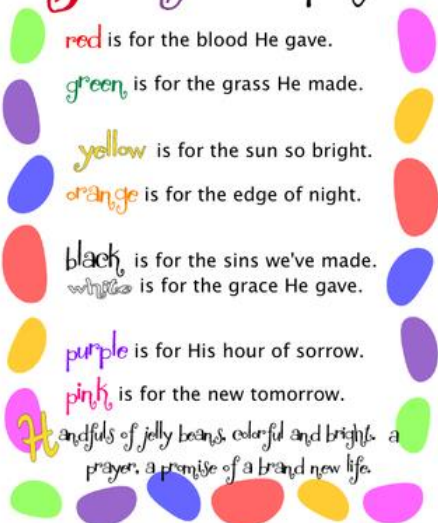 red is for the blood He gave.
green is for the grass He made.
yellow is for the sun so bright.
orange is for the edge of night.
black is for the sins we've made.
white is for the grace He gave.
purple is for His hour of sorrow.
pink is for the new tomorrow.
Handfuls of jelly beans, colorful and bright, a
prayer, a promise of a brand new life.